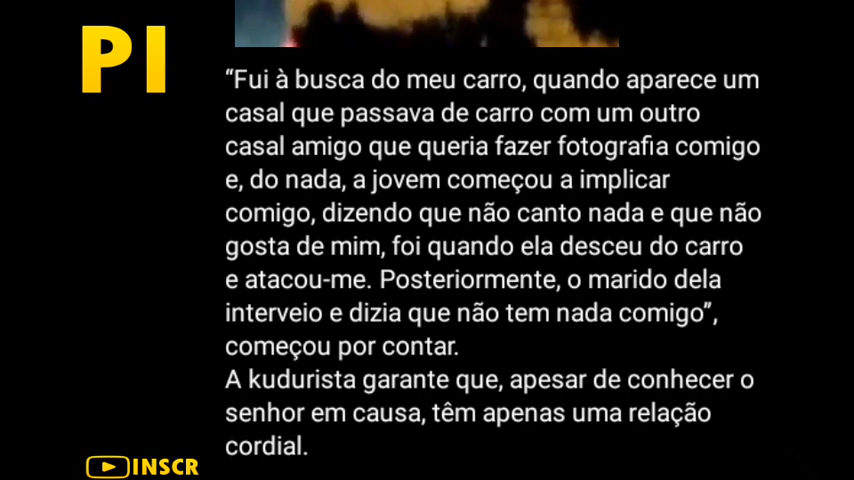 PI
“Fui à busca do meu carro, quando aparece um
casal que passava de carro com um outro
casal amigo que queria fazer fotografia comigo
e, do nada, a jovem começou a implicar
comigo, dizendo que não canto nada e que não
gosta de mim, foi quando ela desceu do carro
e atacou-me. Posteriormente, o marido dela
interveio e dizia que não tem nada comigo”,
começou por contar.
A kudurista garante que, apesar de conhecer o
senhor em causa, têm apenas uma relação
cordial.
INSCR